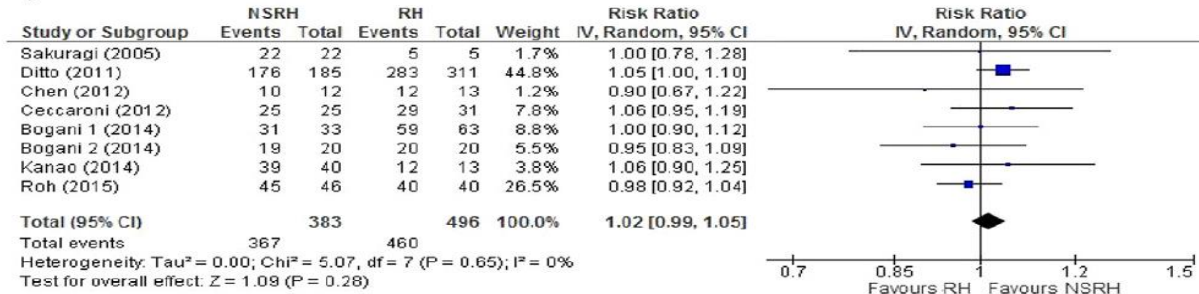 NSRH RH Risk Ratio Risk Ratio
Study or Subgroup Events Total Events Total Weight IV, Random, 95% CI IV, Random, 95% CI
Sakuragi (2005) 22 22 5 5 1.7% 1.00 [0.78, 1.28]
Ditto (2011) 176 185 283 311 44.8% 1.05 [1.00, 1.10]
Chen (2012) 10 12 12 13 1.2% 0.90 [0.67, 1.22]
Ceccaroni (2012) 25 25 29 31 7.8% 1.06 [0.95, 1.19]
Bogani 1 (2014) 31 33 59 63 8.8% 1.00 [0.90, 1.12]
Bogani 2 (2014) 19 20 20 20 5.5% 0.95 [0.83, 1.09]
Kanao (2014) 39 40 12 13 3.8% 1.06 [0.90, 1.25]
Roh (2015) 45 46 40 40 26.5% 0.98 [0.92, 1.04]
Total (95% CI) 383 496 100.0% 1.02 [0.99, 1.05]
Total events 367 460
Heterogeneity: Tau² = 0.00; Chi² = 5.07, df = 7 (P = 0.65); I² = 0%
Test for overall effect: Z = 1.09 (P = 0.28)
0.7 0.85 1 1.2 1.5
Favours RH Favours NSRH